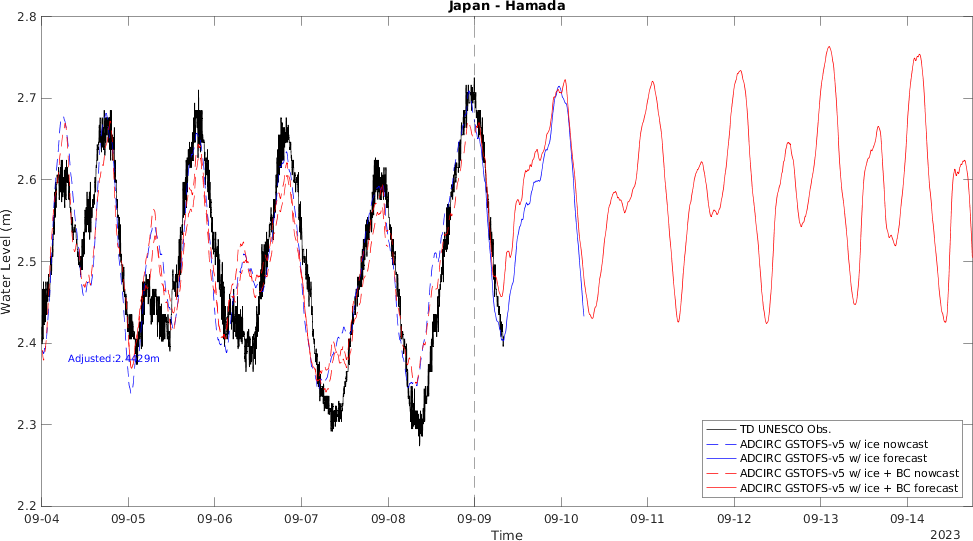 Japan - Hamada
2.8
2.7
2.6
2.5
2.4
2.3
2.2
Water Level (m)
Adjusted:2.4429m
TD UNESCO Obs.
ADCIRC GSTOFS-v5 w/ ice nowcast
ADCIRC GSTOFS-v5 w/ ice forecast
ADCIRC GSTOFS-v5 w/ ice + BC nowcast
ADCIRC GSTOFS-v5 w/ ice + BC forecast
09-04 09-05 09-06 09-07 09-08 09-09 09-10 09-11 09-12 09-13 09-14
Time
2023